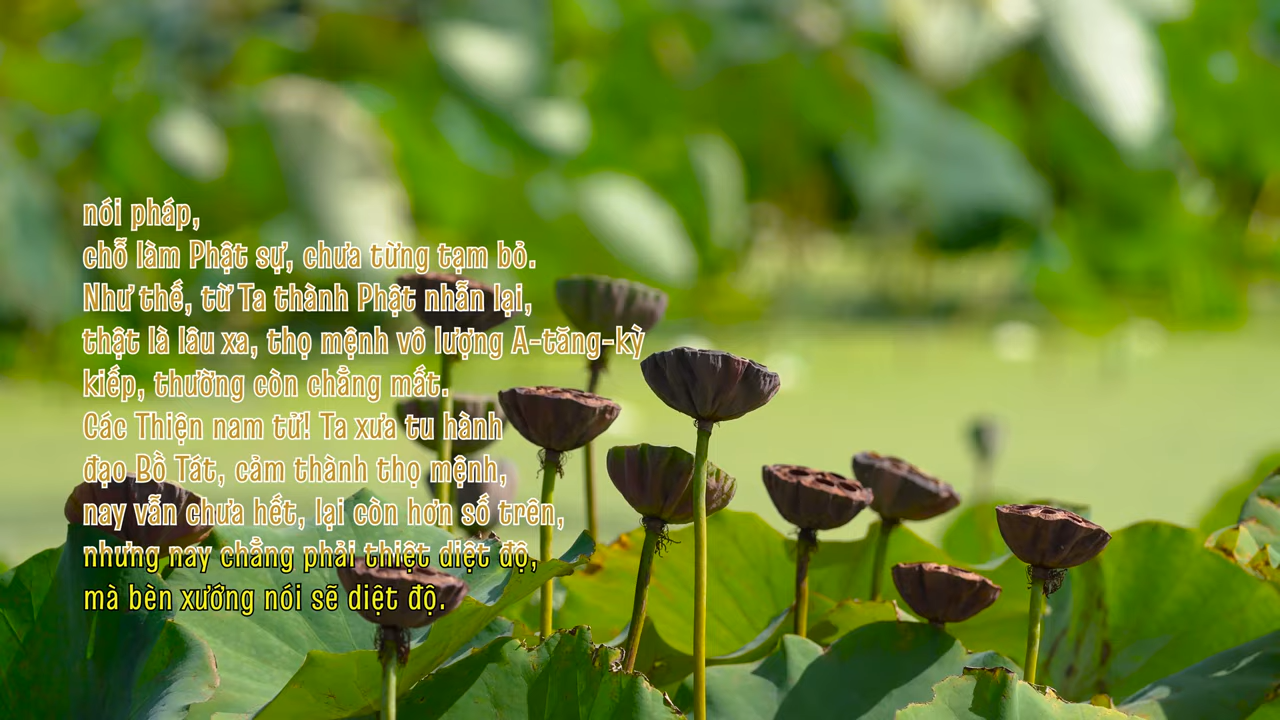 nói pháp,
chỗ làm Phật sự, chưa từng tạm bỏ.
Như thế, từ Ta thành Phật nhẫn lại,
thật là lâu xa, thọ mệnh vô lượng A-tăng-kỳ
kiếp, thường còn chẳng mất.
Các Thiện nam tử! Ta xưa tu hành
đạo Bồ Tát, cảm thành thọ mệnh,
nay vẫn chưa hết, lại còn hơn số trên,
nhưng nay chẳng phải thiệt diệt độ,
mà bèn xướng nói sẽ diệt độ.